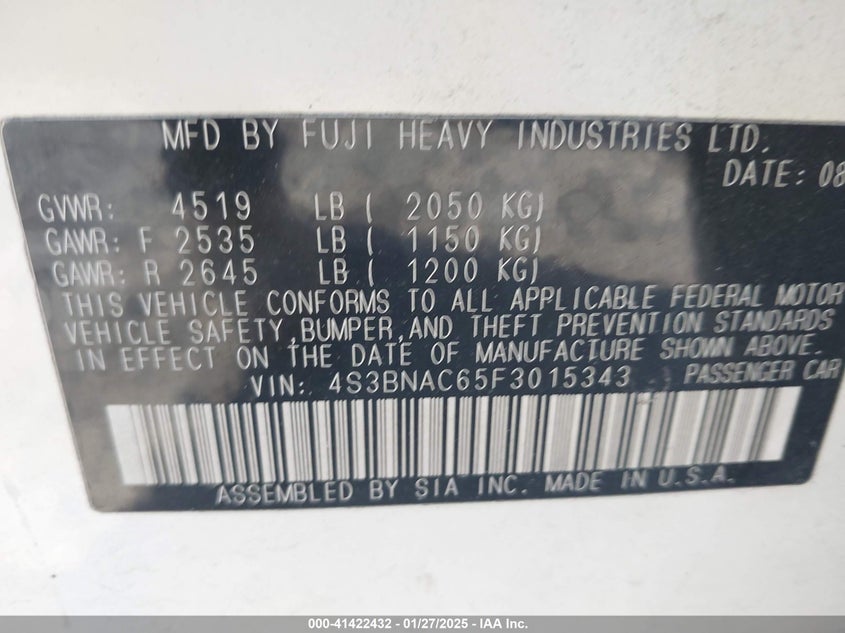 MFD BY FUJI HEAVY INDUSTRIES LTD.
DATE: 08
GVWR: 4519 LB ( 2050 KG)
GAWR: F 2535 LB ( 1150 KG)
GAWR: R 2645 LB ( 1200 KG)
THIS VEHICLE CONFORMS TO ALL APPLICABLE FEDERAL MOTOR
VEHICLE SAFETY,BUMPER,AND THEFT PREVENTION STANDARDS
IN EFFECT ON THE DATE OF MANUFACTURE SHOWN ABOVE.
VIN: 4S3BNAC65F3015343 PASSENGER CAR
ASSEMBLED BY SIA INC. MADE IN U.S.A.
000-41422432 - 01/27/2025 - IAAI.COM